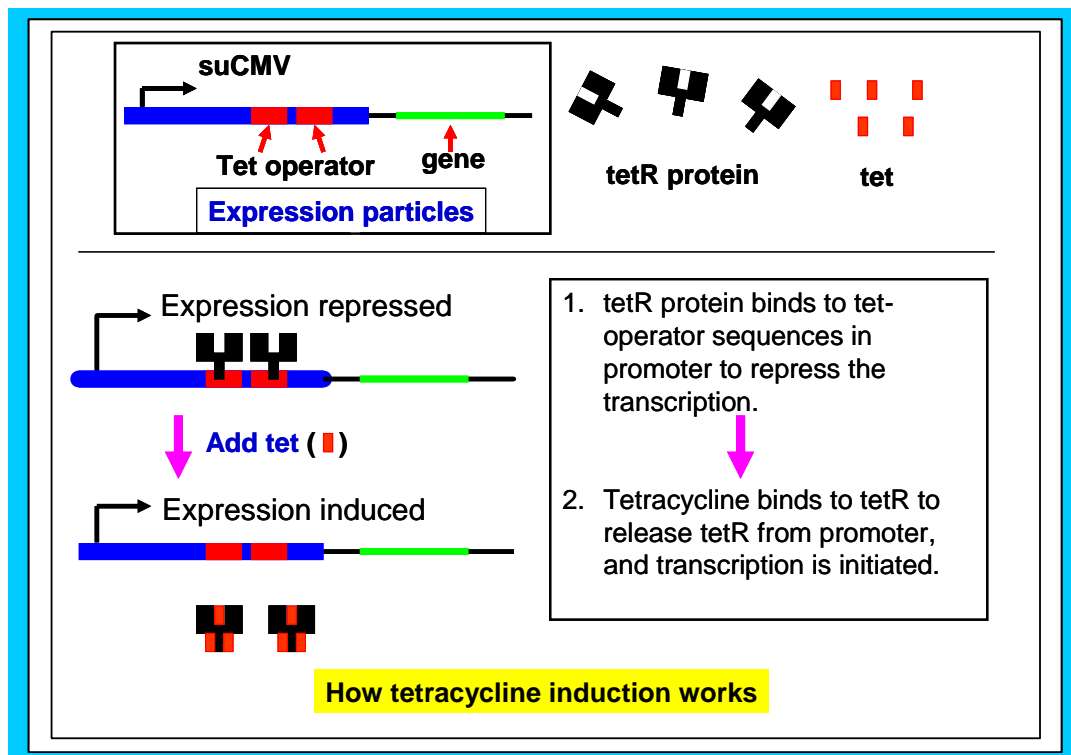 suCMV
Tet operator
gene
Expression particles
tetR protein
tet
Expression repressed
Add tet ( )
Expression induced
1. tetR protein binds to tet-
operator sequences in
promoter to repress the
transcription.
2. Tetracycline binds to tetR to
release tetR from promoter,
and transcription is initiated.
How tetracycline induction works